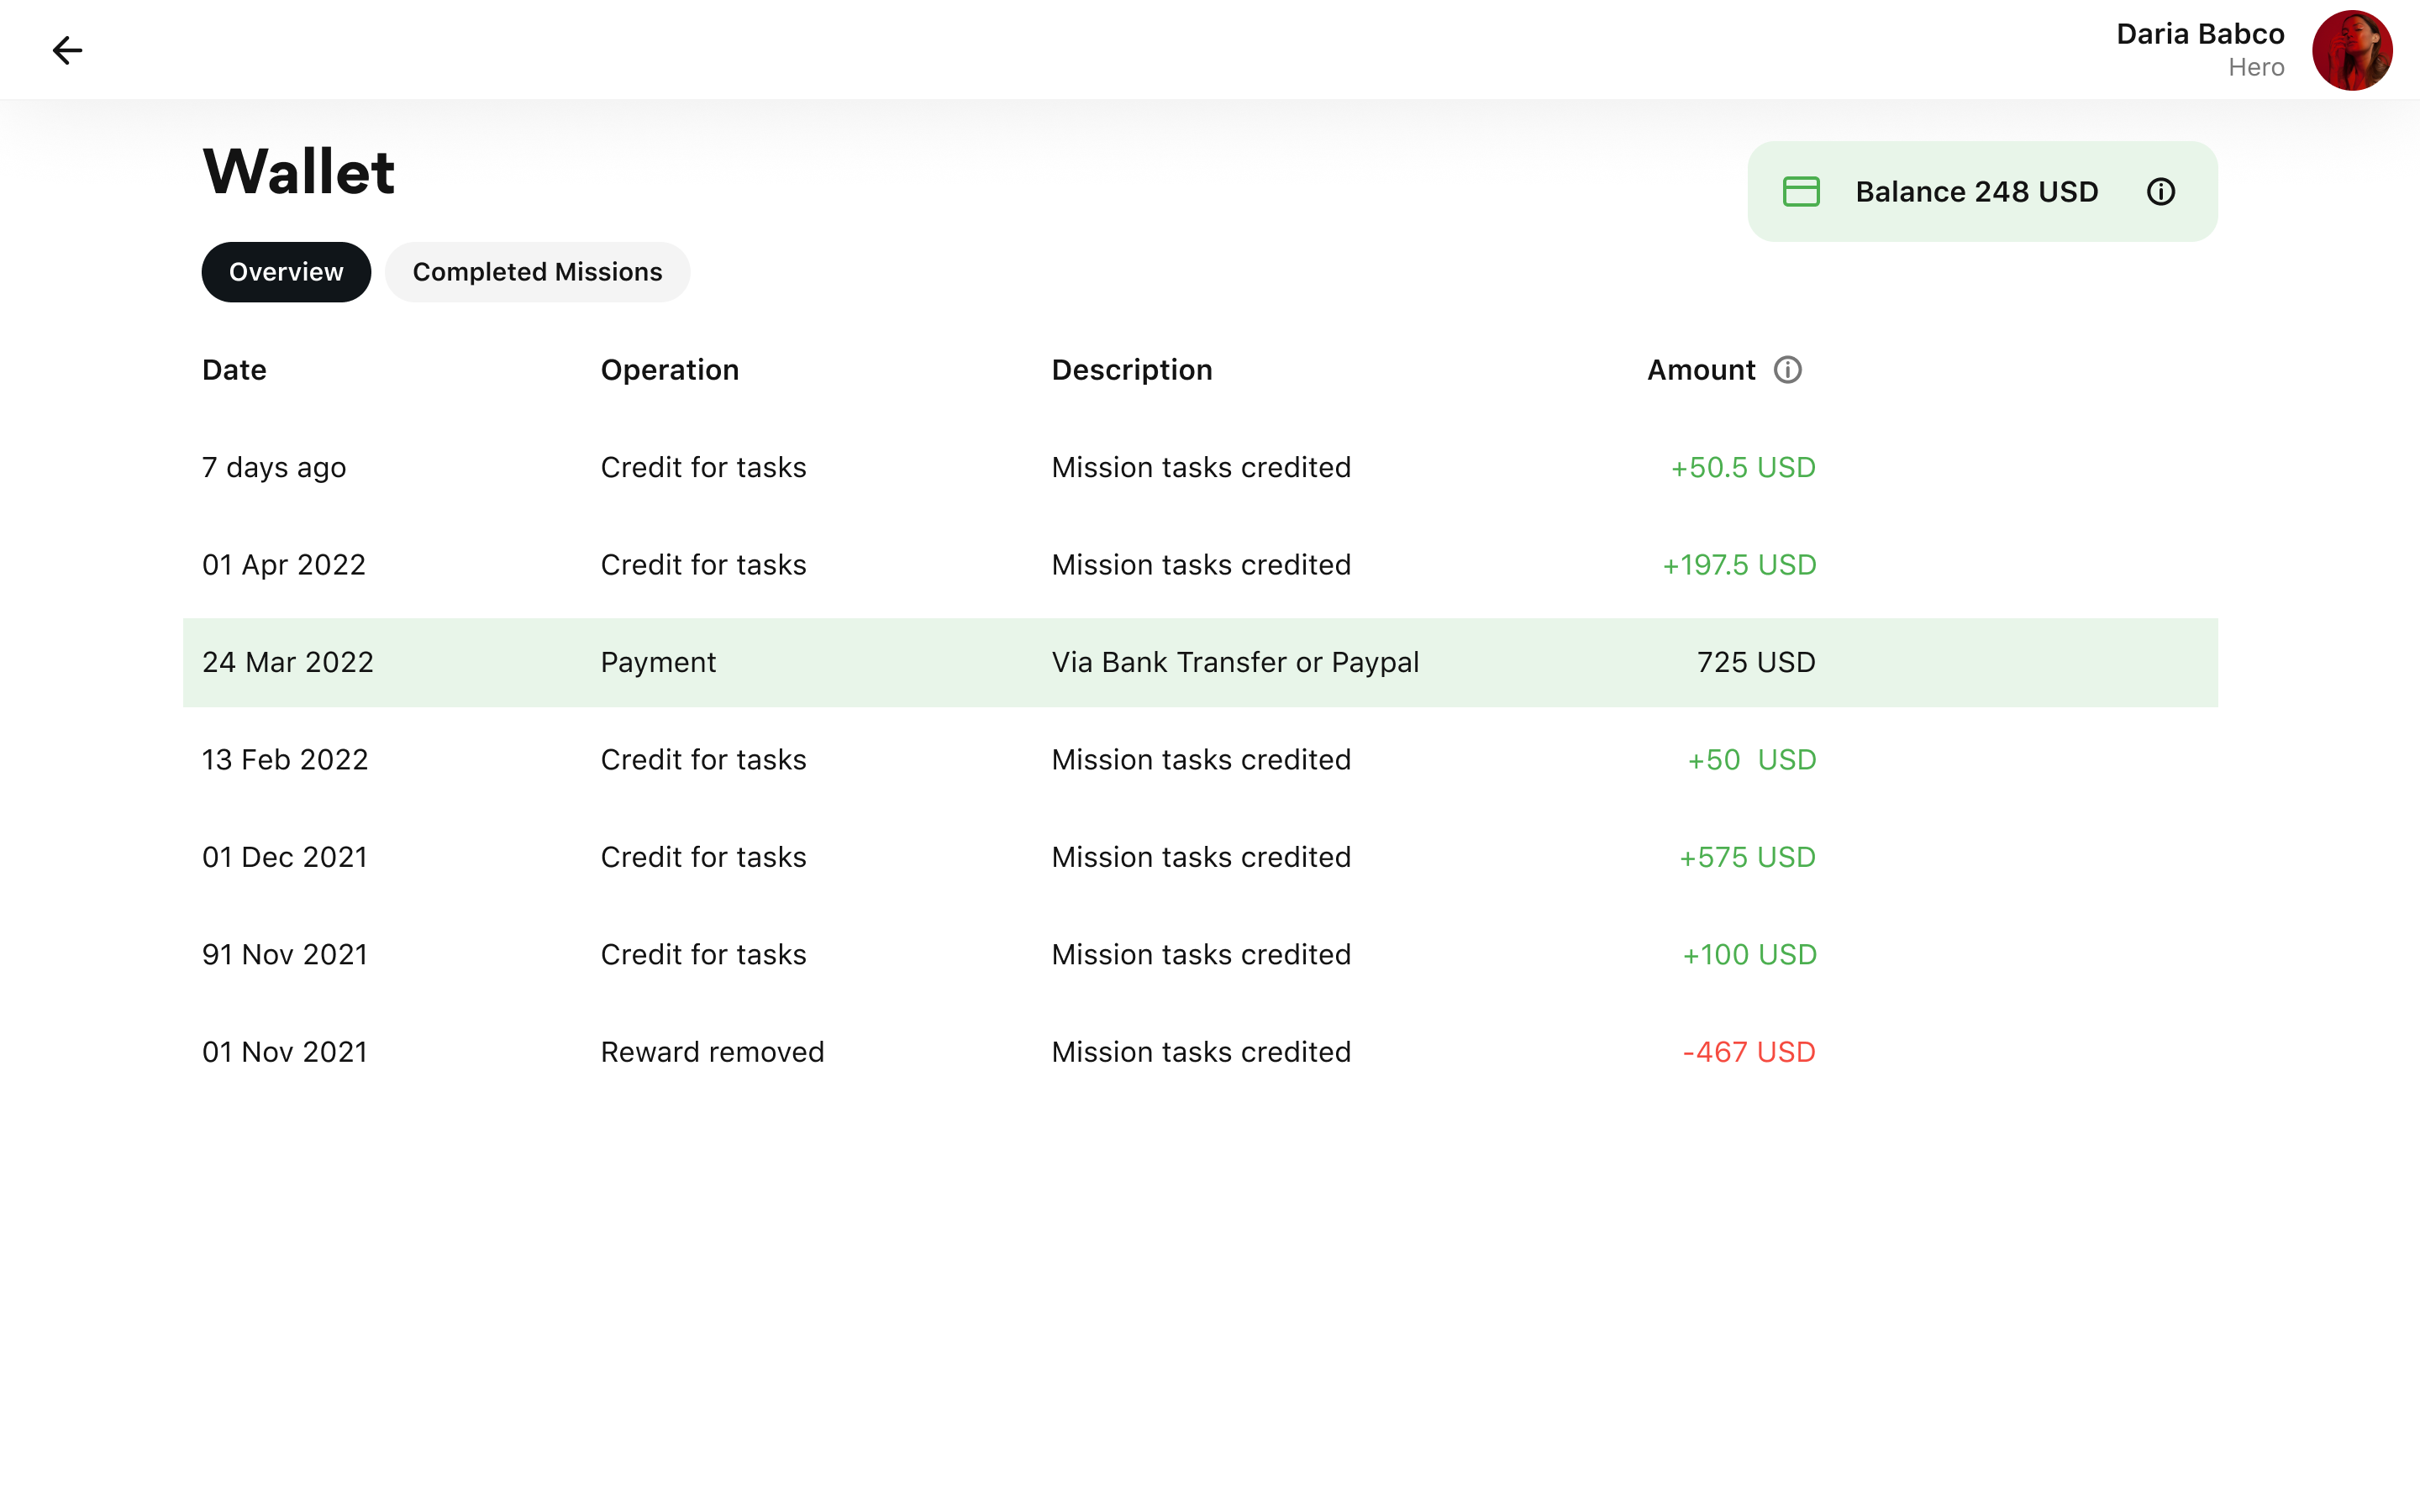 Daria Babco
Hero
Wallet
Balance 248 USD
Overview Completed Missions
Date Operation Description Amount
7 days ago Credit for tasks Mission tasks credited +50.5 USD
01 Apr 2022 Credit for tasks Mission tasks credited +197.5 USD
24 Mar 2022 Payment Via Bank Transfer or Paypal 725 USD
13 Feb 2022 Credit for tasks Mission tasks credited +50 USD
01 Dec 2021 Credit for tasks Mission tasks credited +575 USD
91 Nov 2021 Credit for tasks Mission tasks credited +100 USD
01 Nov 2021 Reward removed Mission tasks credited -467 USD